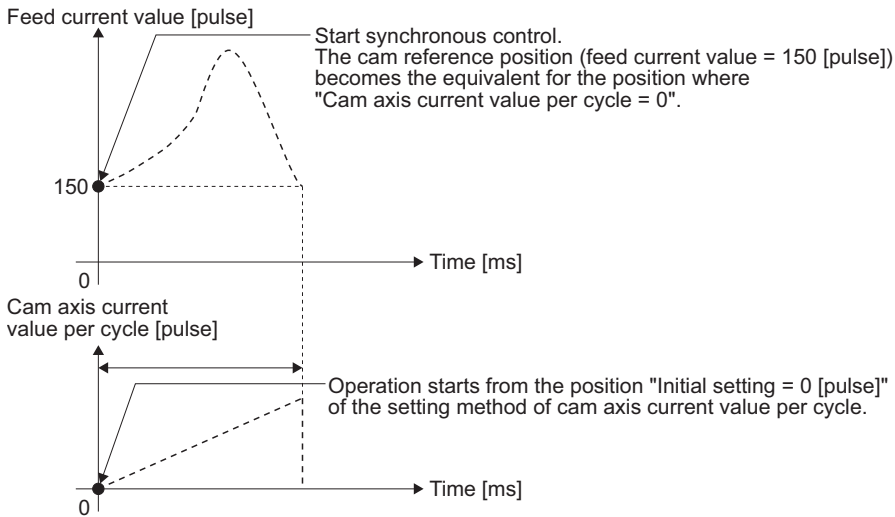 Feed current value [pulse]
Start synchronous control.
The cam reference position (feed current value = 150 [pulse])
becomes the equivalent for the position where
"Cam axis current value per cycle = 0".
150
Time [ms]
0
Cam axis current
value per cycle [pulse]
Operation starts from the position "Initial setting = 0 [pulse]"
of the setting method of cam axis current value per cycle.
Time [ms]
0